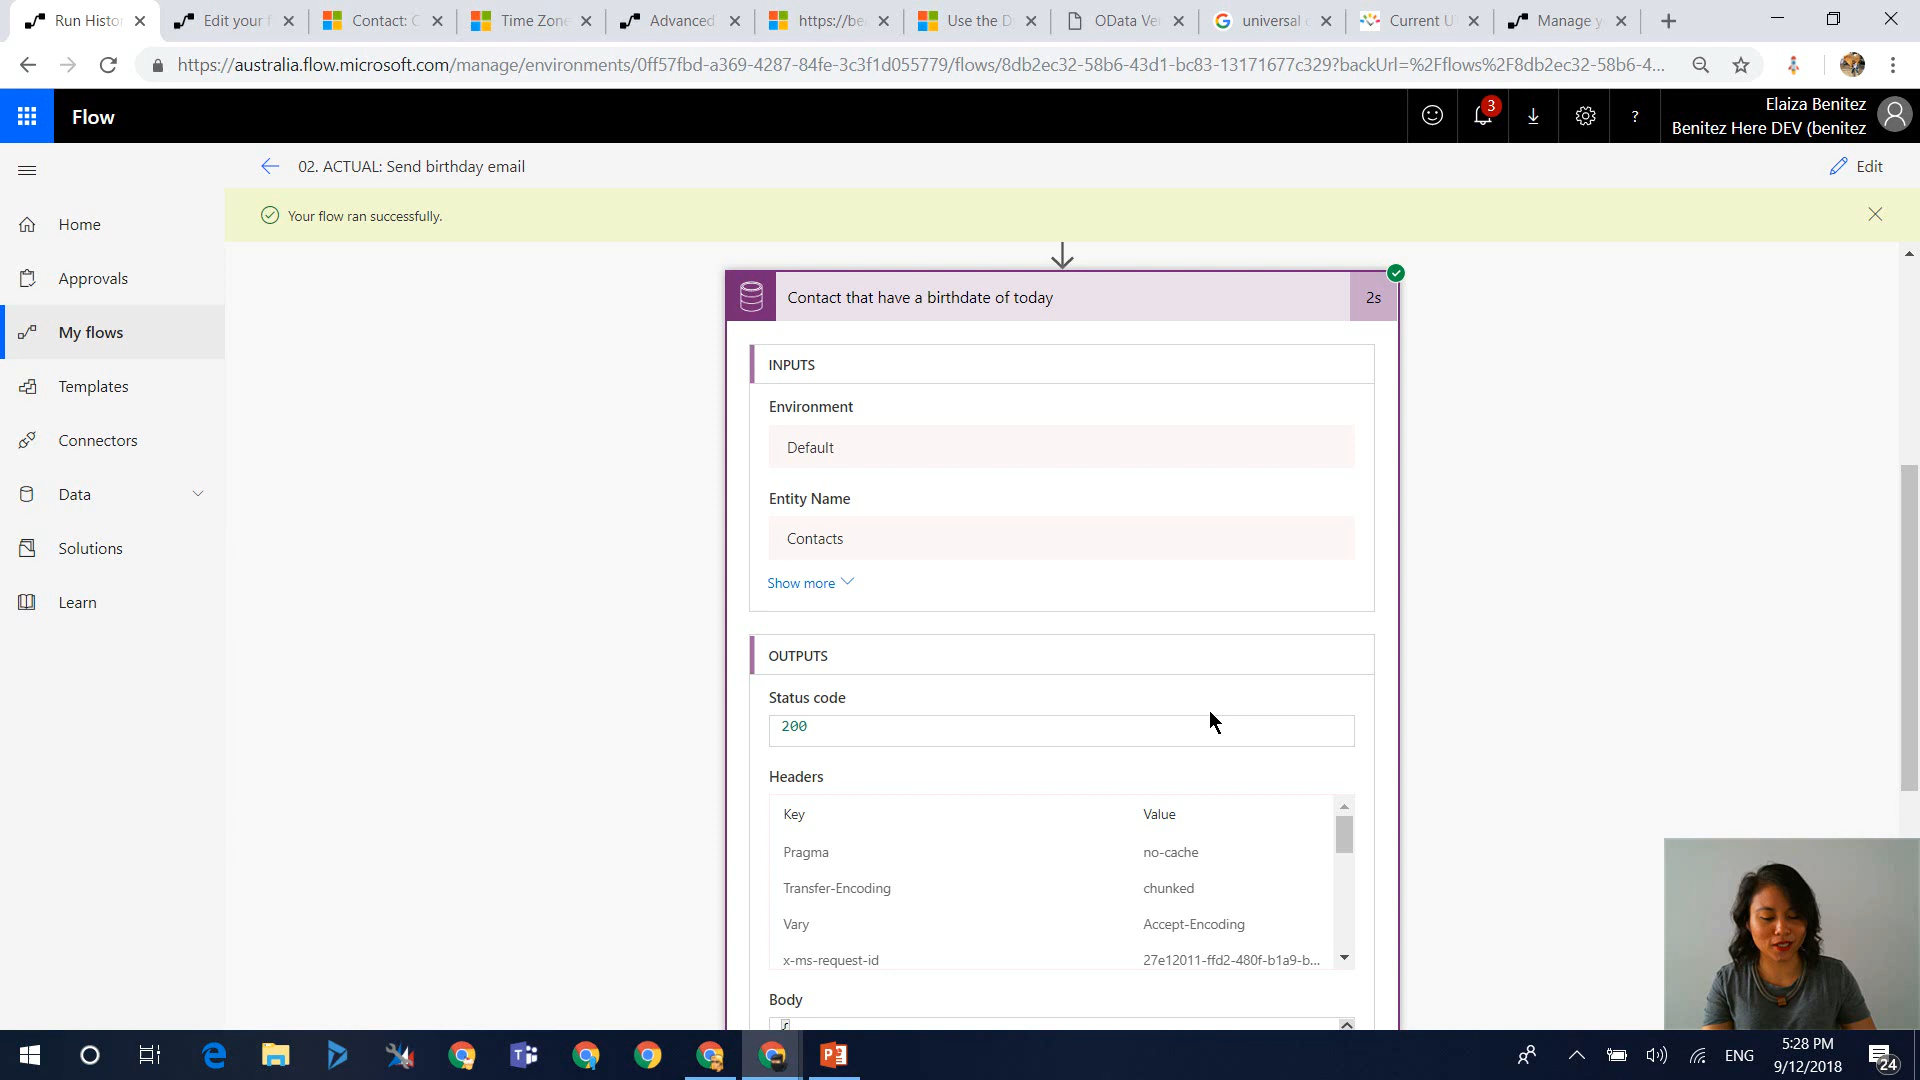 Run Histo
Edit your f
Contact: C
Time Zone
Advanced
https://be
Use the D
OData Ve
universal c
Current U
Manage y
https://australia.flow.microsoft.com/manage/environments/0ff57fbd-a369-4287-84fe-3c3f1d055779/flows/8db2ec32-58b6-43d1-bc83-13171677c329?backUrl=%2Fflows%2F8db2ec32-58b6-4...
Flow
3
?
Elaiza Benitez
Benitez Here DEV (benitez
02. ACTUAL: Send birthday email
Edit
Your flow ran successfully.
Home
Approvals
My flows
Templates
Connectors
Data
Solutions
Learn
Contact that have a birthdate of today
2s
INPUTS
Environment
Default
Entity Name
Contacts
Show more
OUTPUTS
Status code
200
Headers
Key Value
Pragma no-cache
Transfer-Encoding chunked
Vary Accept-Encoding
x-ms-request-id 27e12011-ffd2-480f-b1a9-b...
Body
{
ENG
5:28 PM
9/12/2018
24